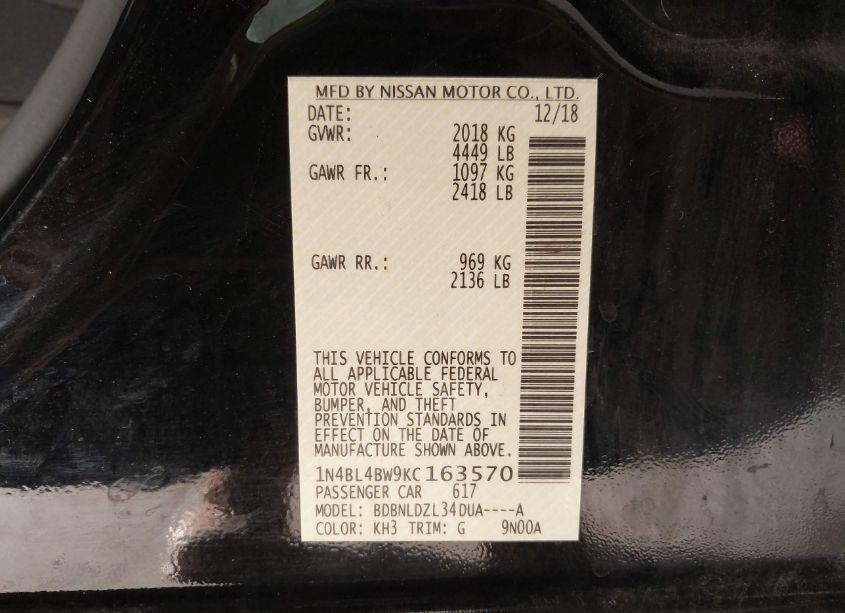 MFD BY NISSAN MOTOR CO., LTD.
DATE: 12/18
GVWR: 2018 KG
4449 LB
GAWR FR.: 1097 KG
2418 LB
GAWR RR.: 969 KG
2136 LB
THIS VEHICLE CONFORMS TO
ALL APPLICABLE FEDERAL
MOTOR VEHICLE SAFETY,
BUMPER, AND THEFT
PREVENTION STANDARDS IN
EFFECT ON THE DATE OF
MANUFACTURE SHOWN ABOVE.
1N4BL4BW9KC163570
PASSENGER CAR 617
MODEL: BDBNLDZL34DUA----A
COLOR: KH3 TRIM: G 9N00A